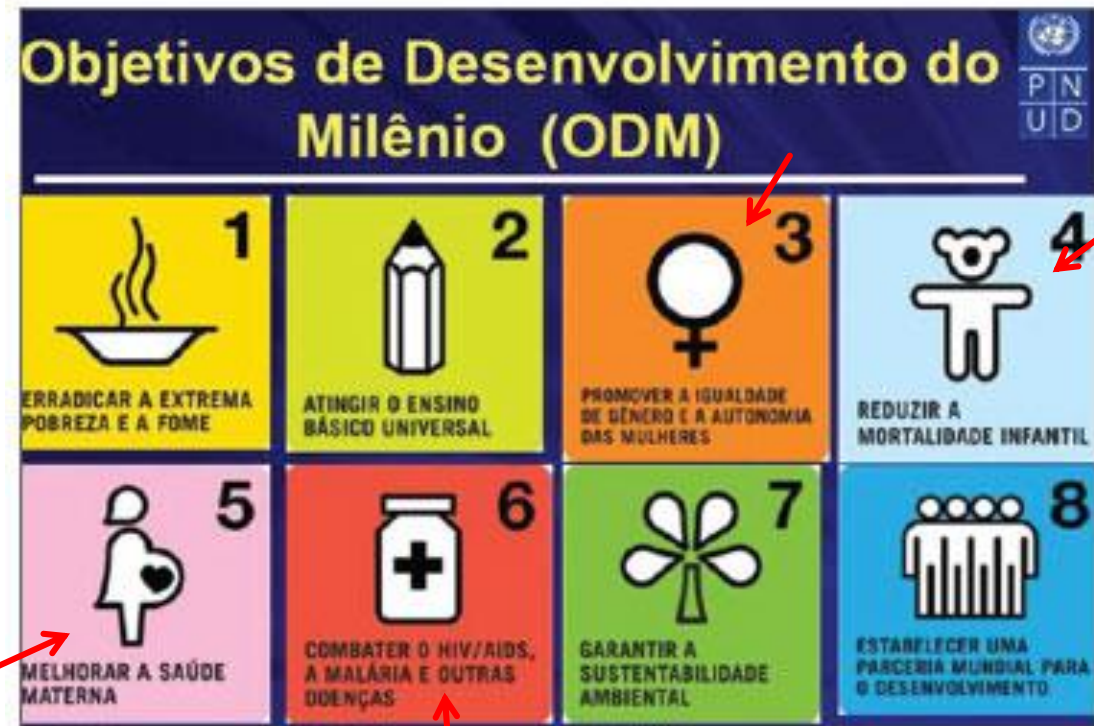 Objetivos de Desenvolvimento do
Milênio (ODM)
P N
U D
1
ERRADICAR A EXTREMA
POBREZA E A FOME
2
ATINGIR O ENSINO
BÁSICO UNIVERSAL
3
PROMOVER A IGUALDADE
DE GÊNERO E A AUTONOMIA
DAS MULHERES
4
REDUZIR A
MORTALIDADE INFANTIL
5
MELHORAR A SAÚDE
MATERNA
6
COMBATER O HIV/AIDS,
A MALÁRIA E OUTRAS
DOENÇAS
7
GARANTIR A
SUSTENTABILIDADE
AMBIENTAL
8
ESTABELECER UMA
PARCERIA MUNDIAL PARA
O DESENVOLVIMENTO